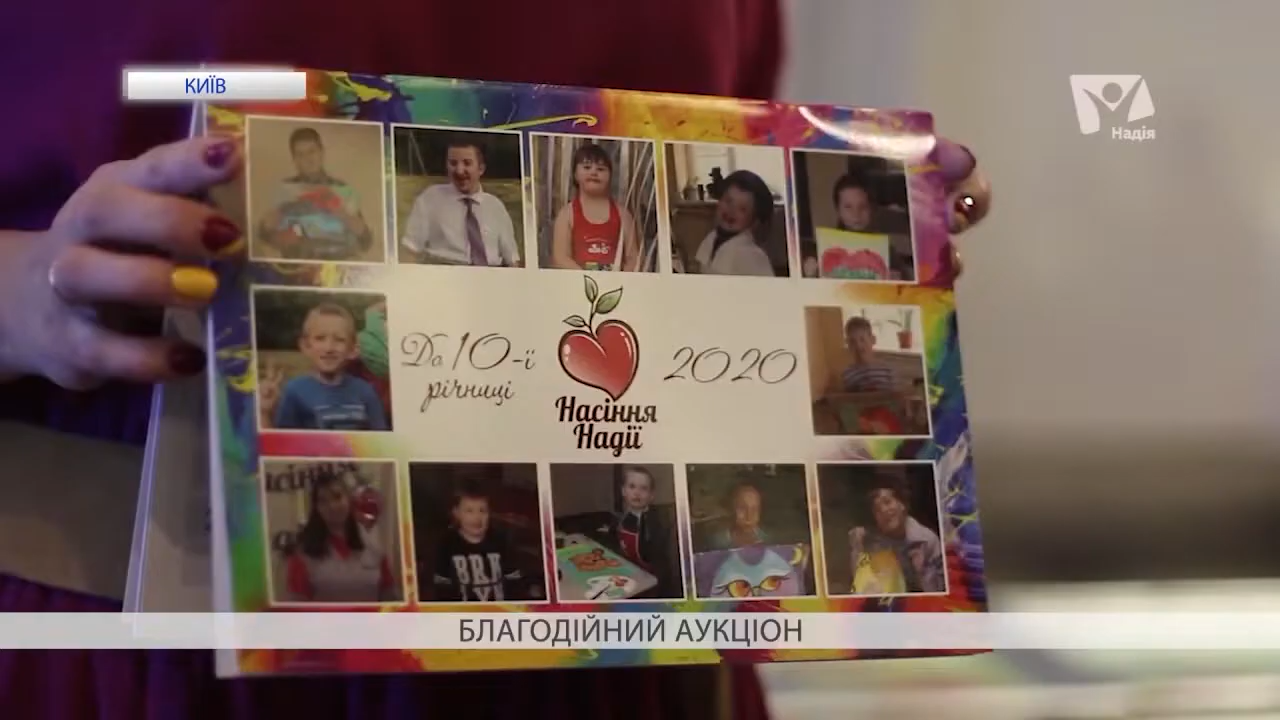 КИЇВ
Надія
До 10-ї
річниці
2020
Насіння
Надії
БЛАГОДІЙНИЙ АУКЦІОН